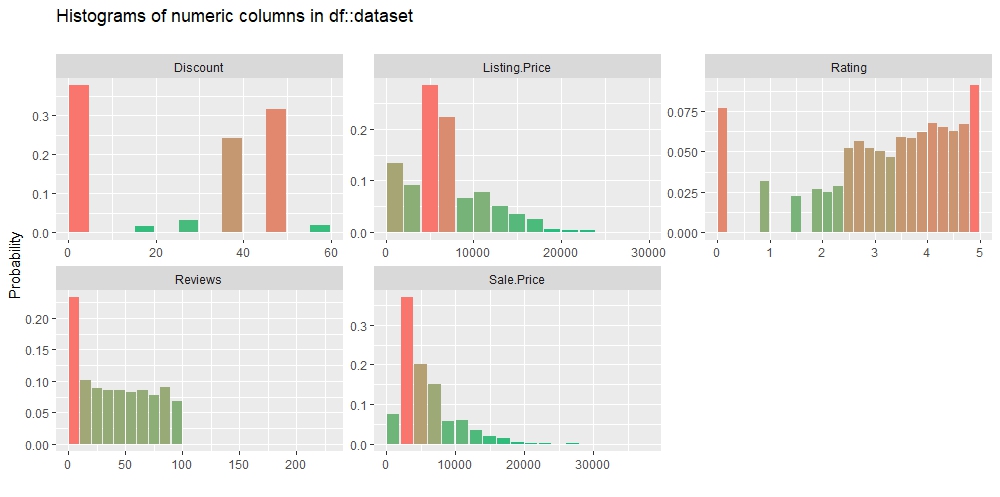 Histograms of numeric columns in df::dataset
Discount
Listing.Price
Rating
0.3
0.2
0.1
0.0
0 20 40 60
0.2
0.1
0.0
0 10000 20000 30000
0.075
0.050
0.025
0.000
0 1 2 3 4 5
Probability
Reviews
Sale.Price
0.20
0.15
0.10
0.05
0.00
0 50 100 150 200
0.3
0.2
0.1
0.0
0 10000 20000 30000